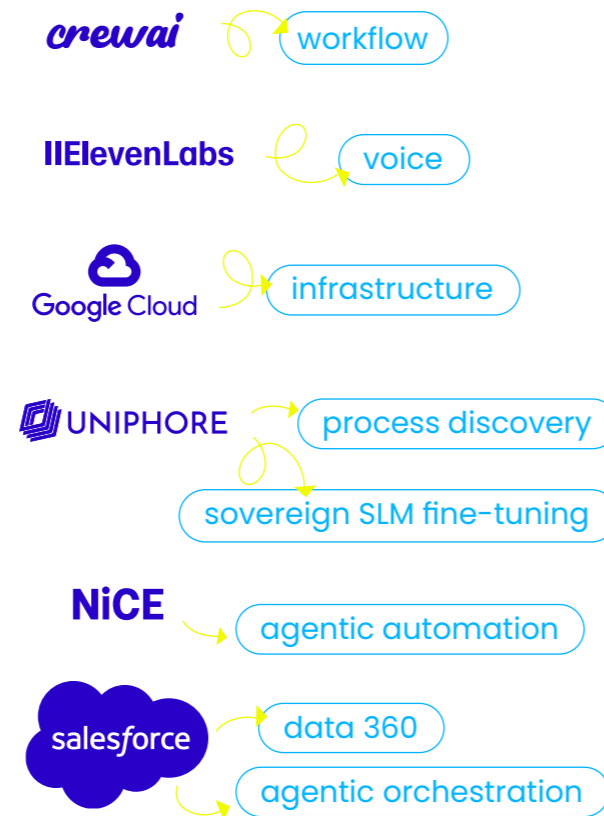 crewai
workflow
IIElevenLabs
voice
infrastructure
Google Cloud
UNIPHORE
process discovery
sovereign SLM fine-tuning
NiCE
agentic automation
salesforce
data 360
agentic orchestration